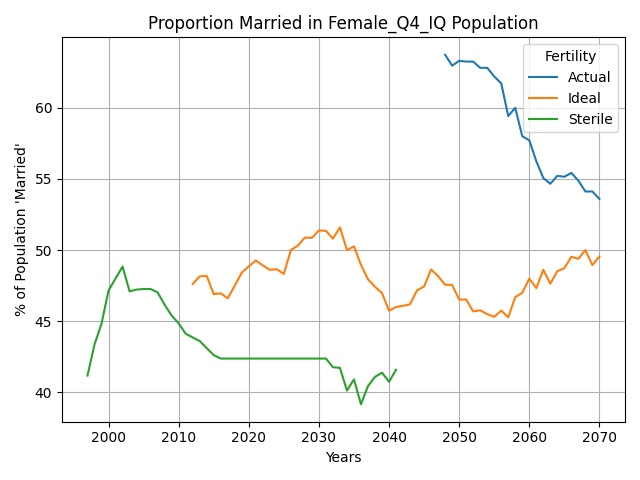 Proportion Married in Female_Q4_IQ Population
Fertility
Actual
Ideal
Sterile
% of Population 'Married'
60
55
50
45
40
2000 2010 2020 2030 2040 2050 2060 2070
Years